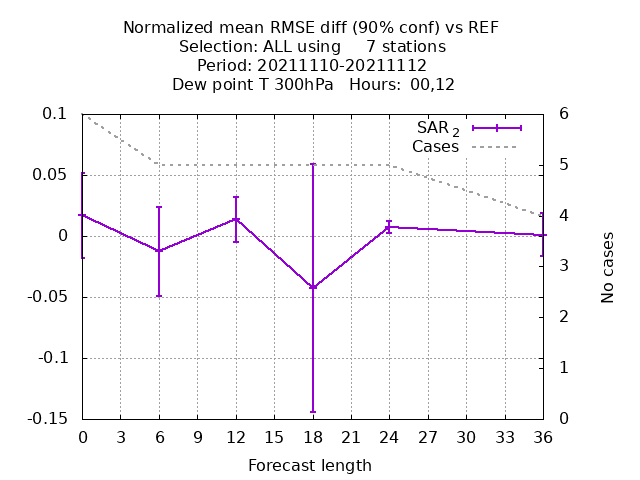 Normalized mean RMSE diff (90% conf) vs REF
Selection: ALL using     7 stations
Period: 20211110-20211112
Dew point T 300hPa   Hours: 00,12
0.1
0.05
0
-0.05
-0.1
-0.15
6
5
4
3
2
1
0
SAR 2
Cases
No cases
0 3 6 9 12 15 18 21 24 27 30 33 36
Forecast length